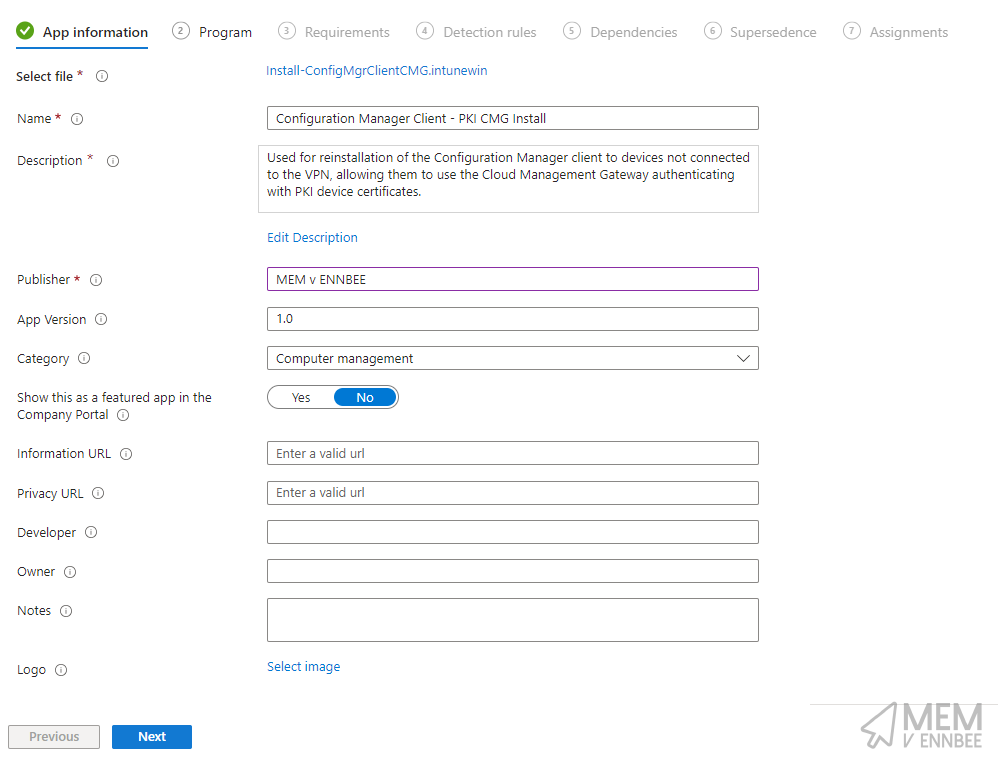 App information
2 Program
3 Requirements
4 Detection rules
5 Dependencies
6 Supersedence
7 Assignments
Select file *
Install-ConfigMgrClientCMG.intunewin
Name *
Configuration Manager Client - PKI CMG Install
Description *
Used for reinstallation of the Configuration Manager client to devices not connected
to the VPN, allowing them to use the Cloud Management Gateway authenticating
with PKI device certificates.
Edit Description
Publisher *
MEM v ENNBEE
App Version
1.0
Category
Computer management
Show this as a featured app in the
Company Portal
Yes
No
Information URL
Enter a valid url
Privacy URL
Enter a valid url
Developer
Owner
Notes
Logo
Select image
Previous
Next
MEM
V ENNBEE